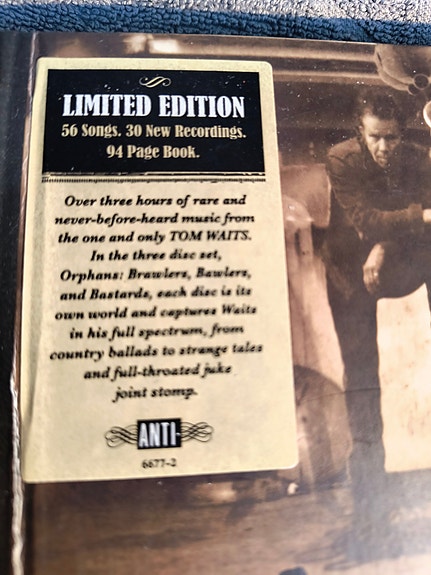 LIMITED EDITION
56 Songs. 30 New Recordings.
94 Page Book.
Over three hours of rare and
never-before-heard music from
the one and only TOM WAITS.
In the three disc set,
Orphans: Brawlers, Bawlers,
and Bastards, each disc is its
own world and captures Waits
in his full spectrum, from
country ballads to strange tales
and full-throated juke
joint stomp.
ANTI-
6677-2